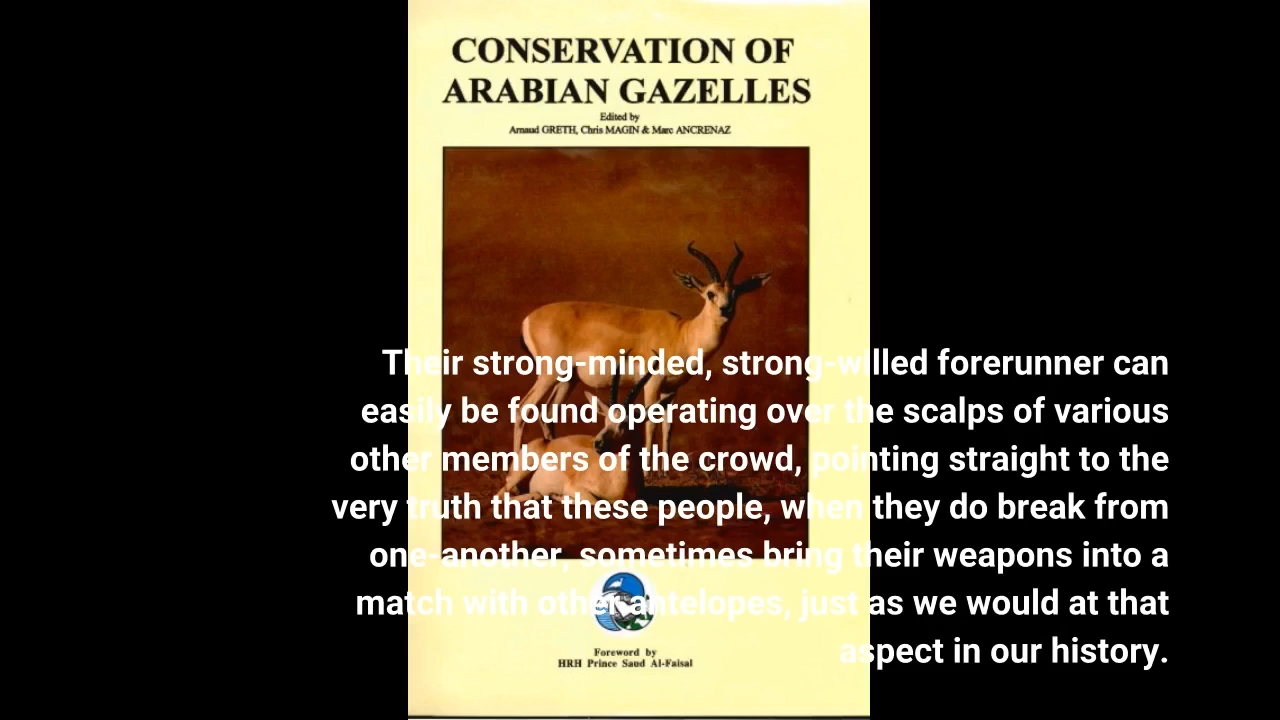 CONSERVATION OF
ARABIAN GAZELLES
Edited by
Arnaud GRETH, Chris MAGIN & Marc ANCRENAZ
Their strong-minded, strong-willed forerunner can
easily be found operating over the scalps of various
other members of the crowd, pointing straight to the
very truth that these people, when they do break from
one-another, sometimes bring their weapons into a
match with other antelopes, just as we would at that
aspect in our history.
Foreword by
HRH Prince Saud Al-Faisal